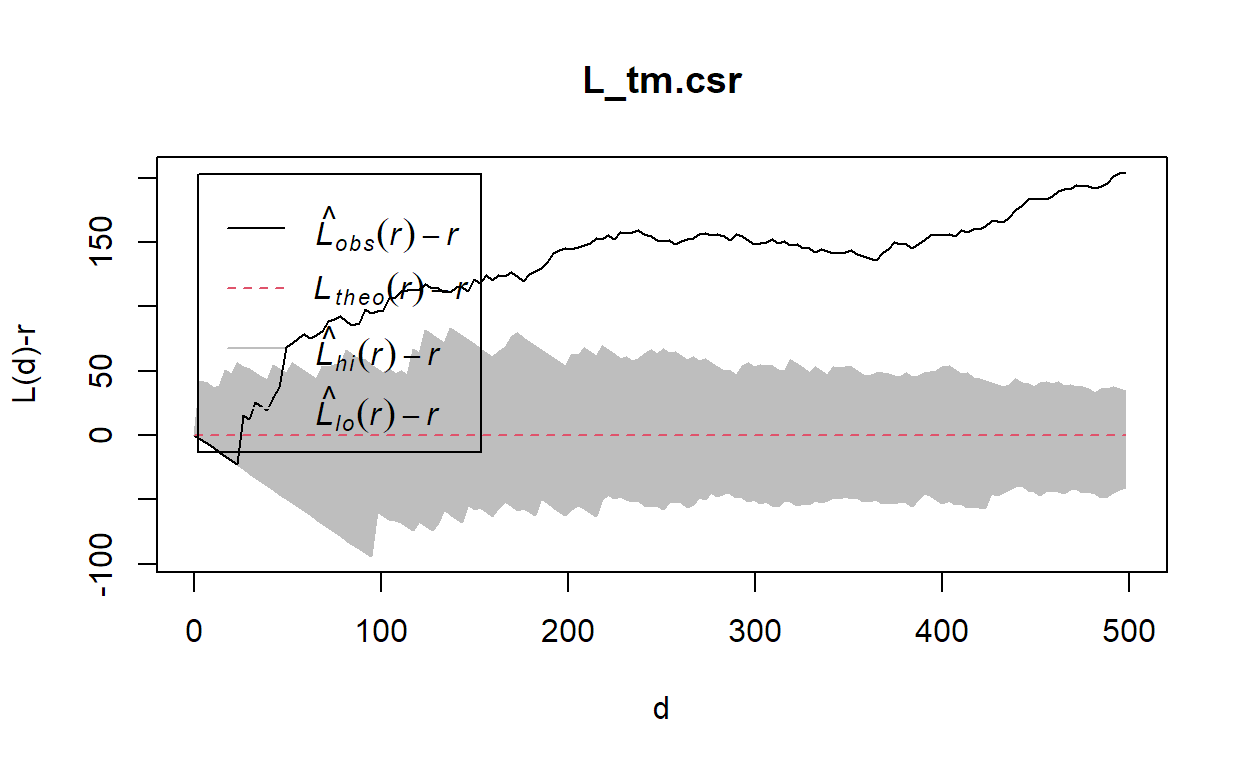 L_tm.csr
L(d)-r
150
50
0
-100
L̂obs(r) − r
Ltheo(r) − r
L̂hi(r) − r
L̂lo(r) − r
0 100 200 300 400 500
d